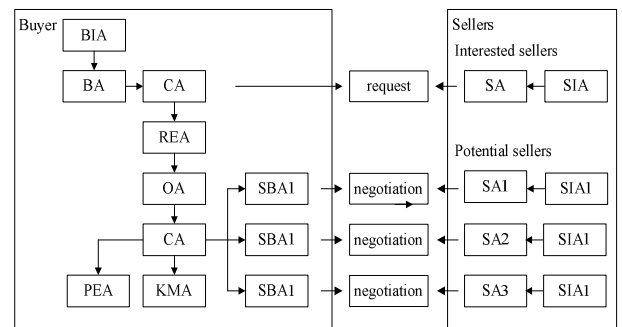 Buyer
Sellers
BIA
Interested sellers
BA
CA
request
SA
SIA
REA
Potential sellers
OA
SBA1
negotiation
SA1
SIA1
CA
SBA1
negotiation
SA2
SIA1
PEA
KMA
SBA1
negotiation
SA3
SIA1